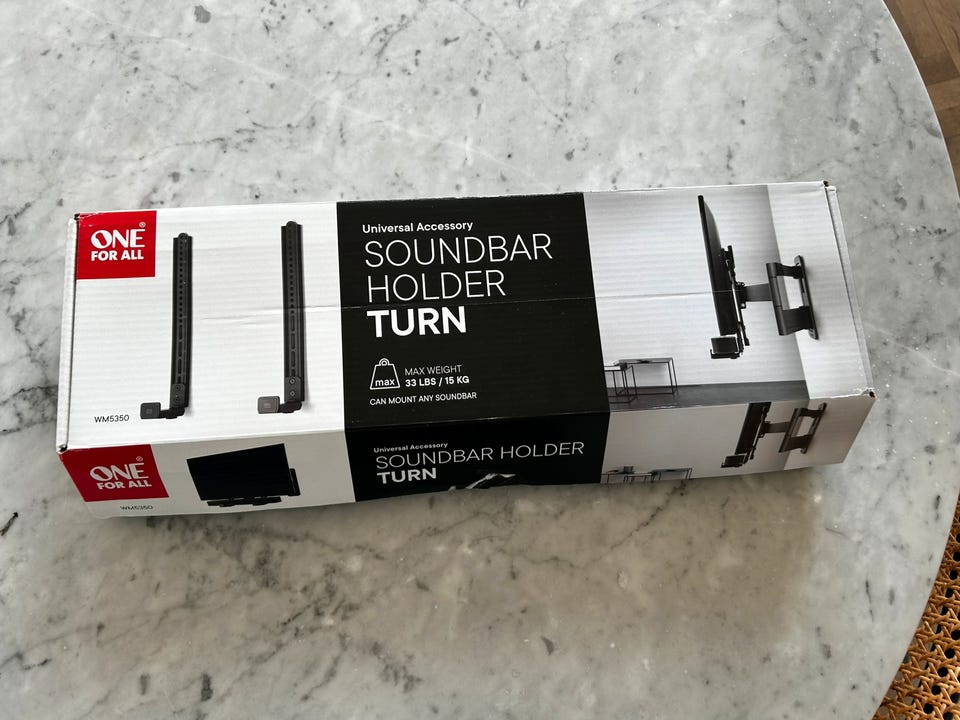 ONE®
FOR ALL
WM5350
Universal Accessory
SOUNDBAR
HOLDER
TURN
max
MAX WEIGHT
33 LBS / 15 KG
CAN MOUNT ANY SOUNDBAR
ONE®
FOR ALL
WM5350
Universal Accessory
SOUNDBAR HOLDER
TURN